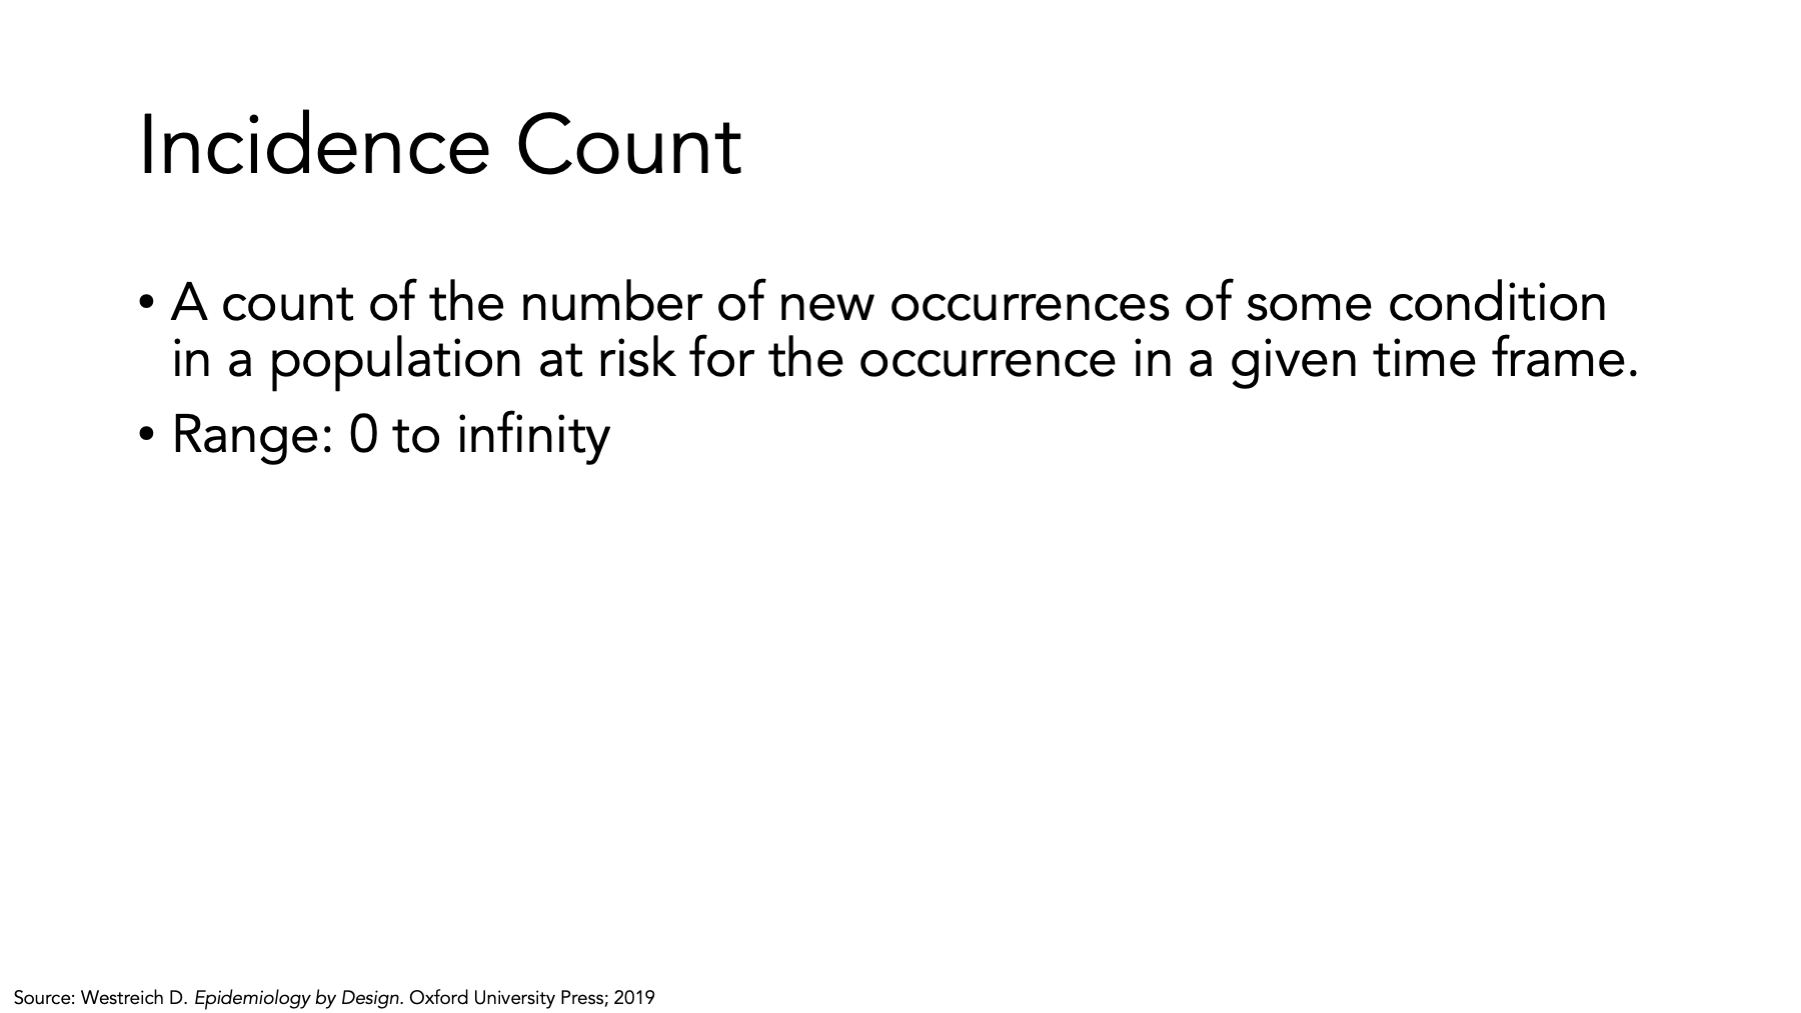 Incidence Count
• A count of the number of new occurrences of some condition
in a population at risk for the occurrence in a given time frame.
• Range: 0 to infinity
Source: Westreich D. Epidemiology by Design. Oxford University Press; 2019